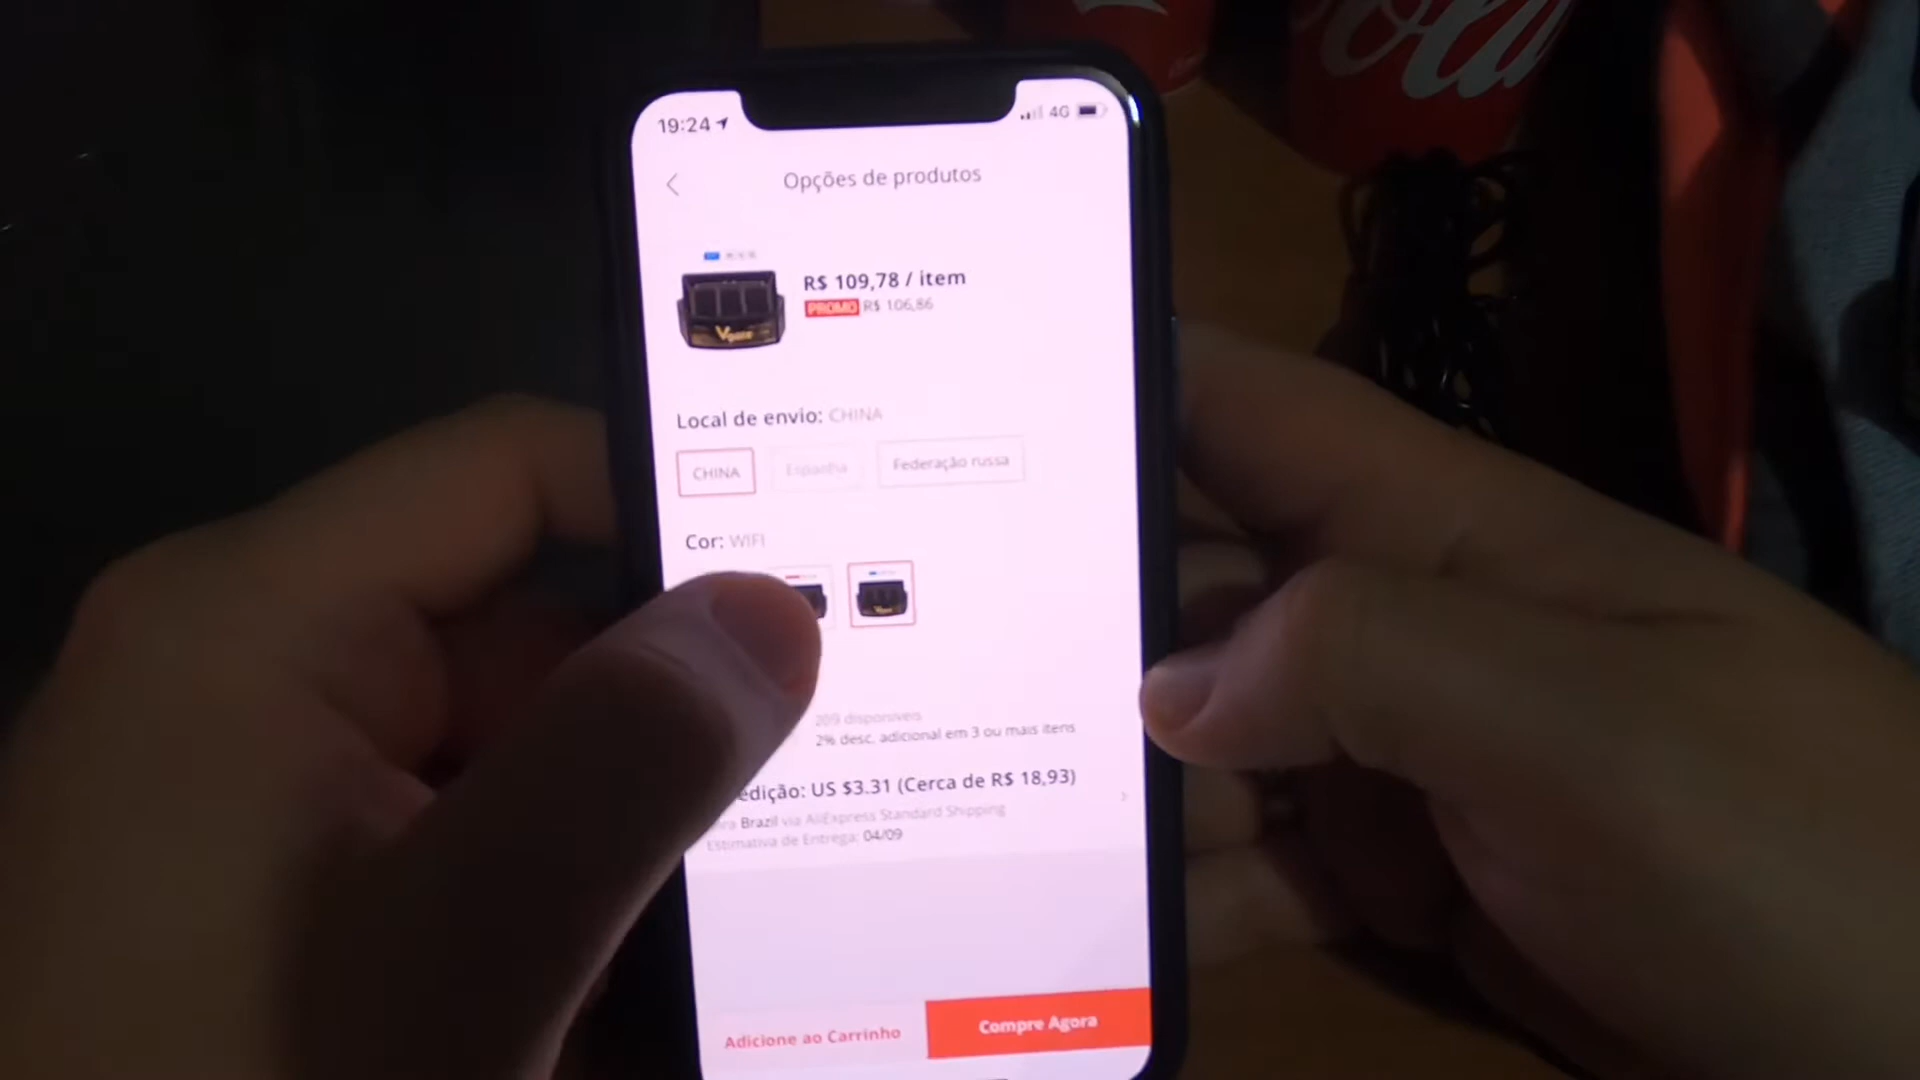 Cola
19:24
4G
Opções de produtos
R$ 109,78 / item
PROMO R$ 106,86
Vgate
Local de envio: CHINA
CHINA Espanha Federação russa
Cor: WIFI
209 disponíveis
2% desc. adicional em 3 ou mais itens
edição: US $3.31 (Cerca de R$ 18,93)
Brazil via AliExpress Standard Shipping
Estimativa de Entrega: 04/09
Adicione ao Carrinho
Compre Agora